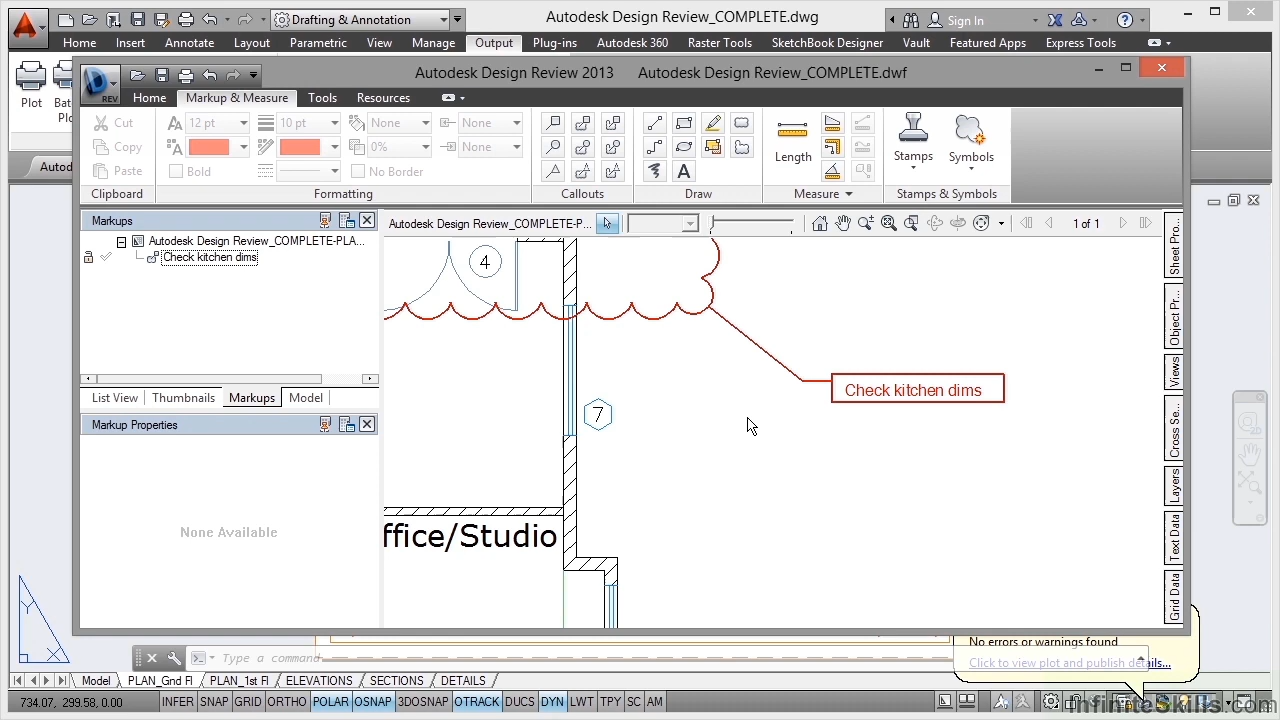 Drafting & Annotation
Autodesk Design Review_COMPLETE.dwg
Sign In
Home Insert Annotate Layout Parametric View Manage Output Plug-ins Autodesk 360 Raster Tools SketchBook Designer Vault Featured Apps Express Tools
Plot
Autodesk Design Review 2013 Autodesk Design Review_COMPLETE.dwf
REV
Home Markup & Measure Tools Resources
Cut
Copy
Paste
Clipboard
12 pt 10 pt None None
0% None
Bold No Border
Formatting
Callouts
A
Draw
Length
Measure
Stamps Symbols
Stamps & Symbols
Markups
Autodesk Design Review_COMPLETE-PLA...
Check kitchen dims
List View Thumbnails Markups Model
Markup Properties
None Available
Autodesk Design Review_COMPLETE-P...
1 of 1
4
7
Check kitchen dims
ffice/Studio
Sheet Pro...
Object Pr...
Views
Cross Se...
Layers
Text Data
Grid Data
2D
Y
X
No errors or warnings found
Click to view plot and publish details...
Type a command
Model PLAN_Gnd Fl PLAN_1st Fl ELEVATIONS SECTIONS DETAILS
734.07, 299.58, 0.00
INFER SNAP GRID ORTHO POLAR OSNAP 3DOSNAP OTRACK DUCS DYN LWT TPY SC AM
InfiniteSkills.com